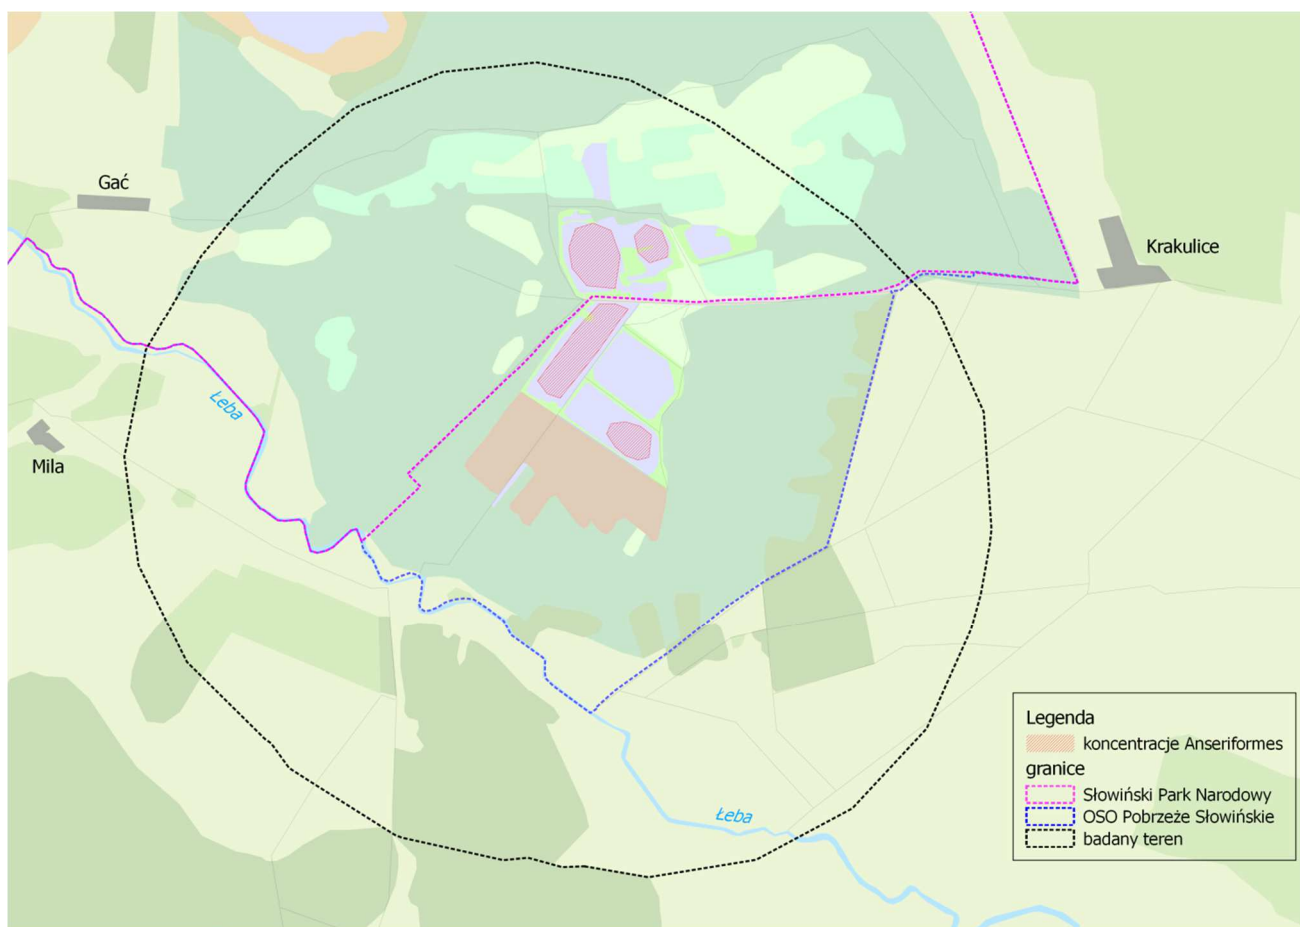 Gać
Krakulice
Łeba
Mila
Legenda
koncentracje Anseriformes
granice
Słowiński Park Narodowy
OSO Pobrzeże Słowińskie
badany teren
Łeba